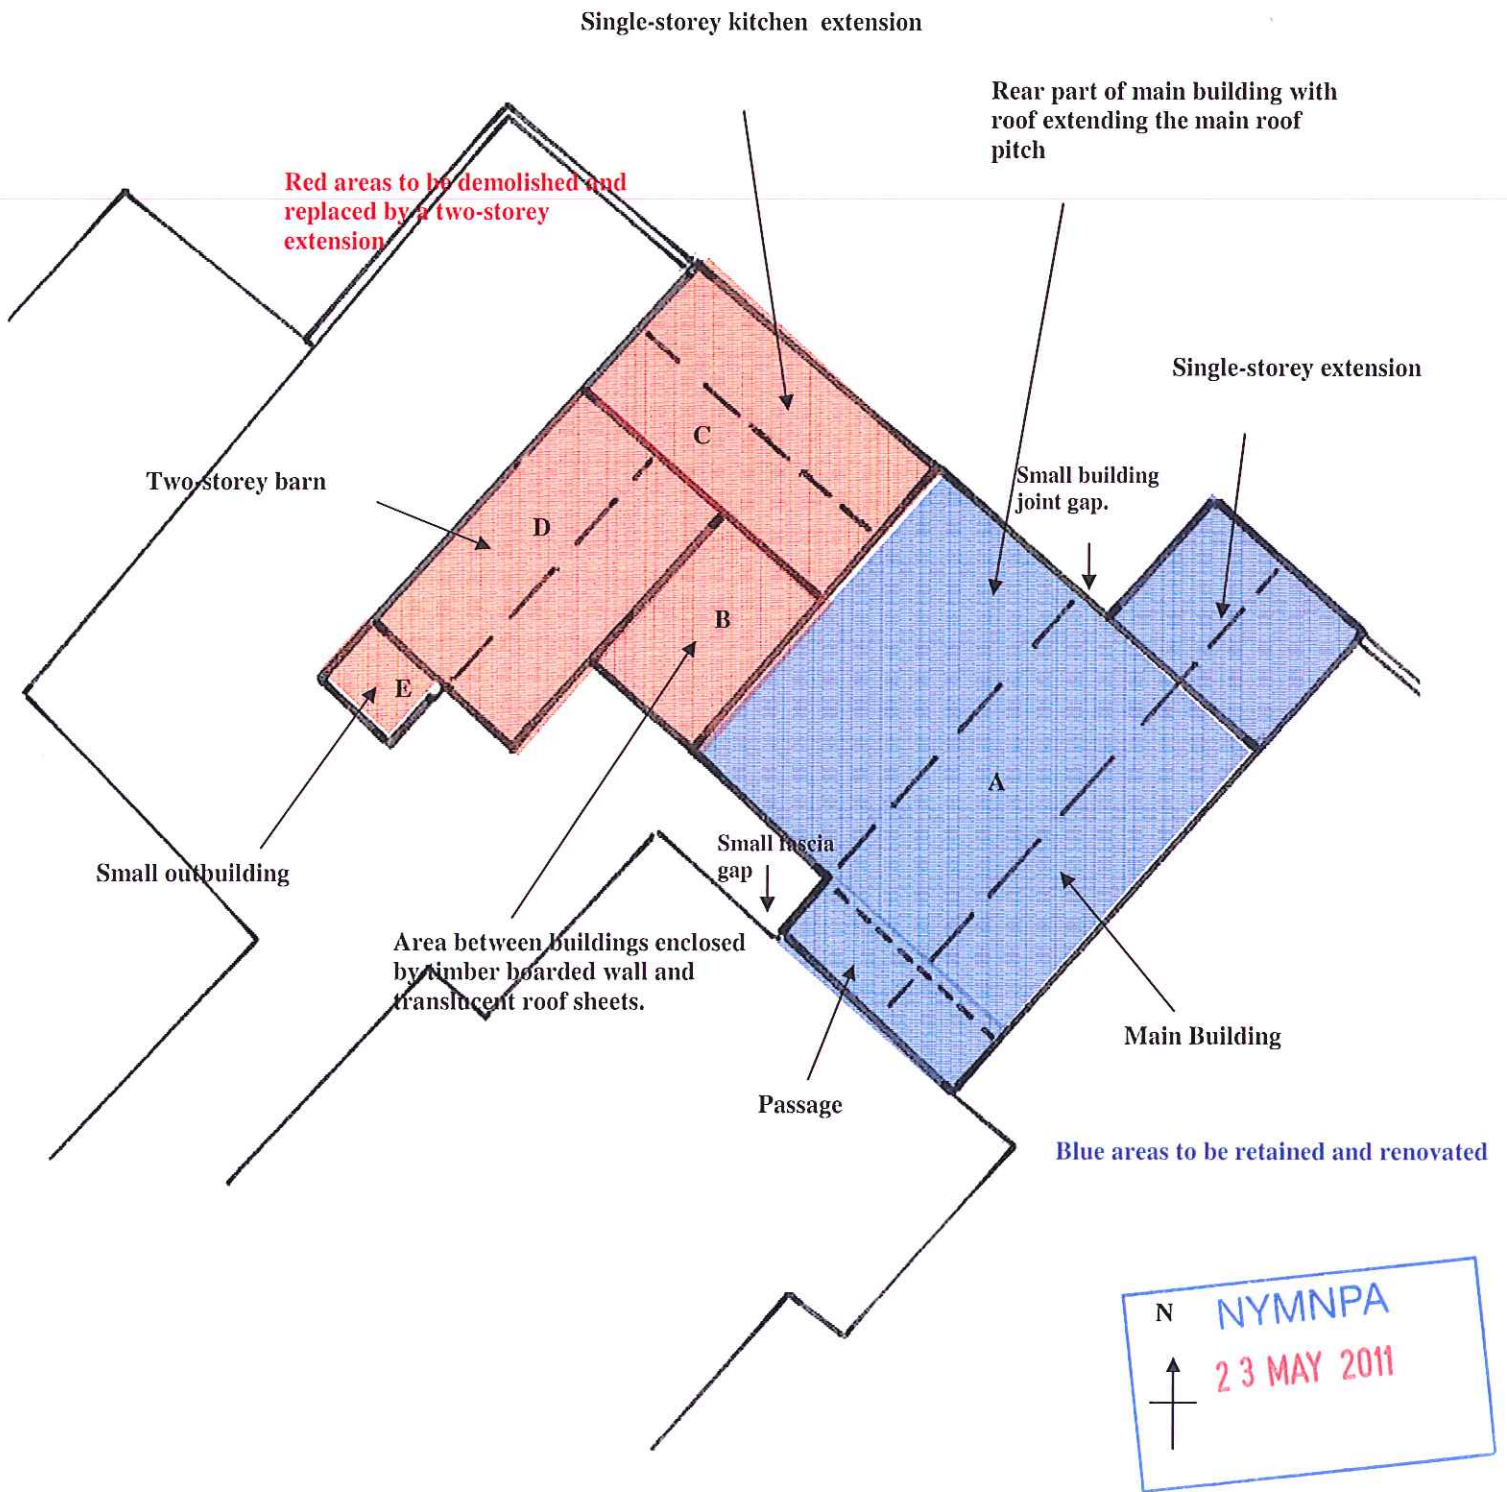 Single-storey kitchen extension
Rear part of main building with
roof extending the main roof
pitch
Red areas to be demolished and
replaced by a two-storey
extension
Single-storey extension
Small building
joint gap.
C
Two-storey barn
D
B
E
A
Small fascia
gap
Small outbuilding
Area between buildings enclosed
by timber boarded wall and
translucent roof sheets.
Main Building
Passage
Blue areas to be retained and renovated
N
NYMNPA
23 MAY 2011